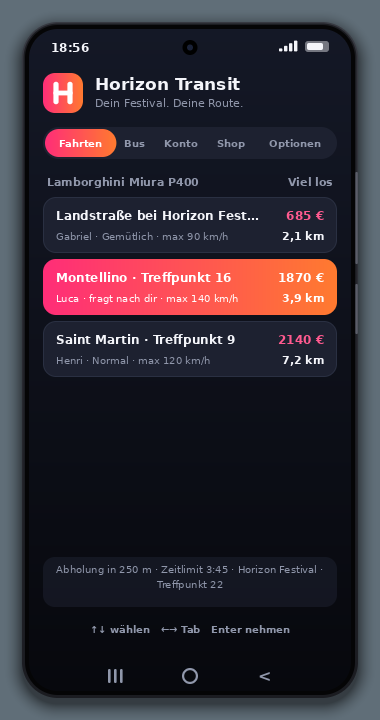 18:56
Horizon Transit
Dein Festival. Deine Route.
Fahrten Bus Konto Shop Optionen
Lamborghini Miura P400 Viel los
Landstraße bei Horizon Fest... 685 €
Gabriel · Gemütlich · max 90 km/h 2,1 km
Montellino · Treffpunkt 16 1870 €
Luca · fragt nach dir · max 140 km/h 3,9 km
Saint Martin · Treffpunkt 9 2140 €
Henri · Normal · max 120 km/h 7,2 km
Abholung in 250 m · Zeitlimit 3:45 · Horizon Festival ·
Treffpunkt 22
↑↓ wählen ←→ Tab Enter nehmen